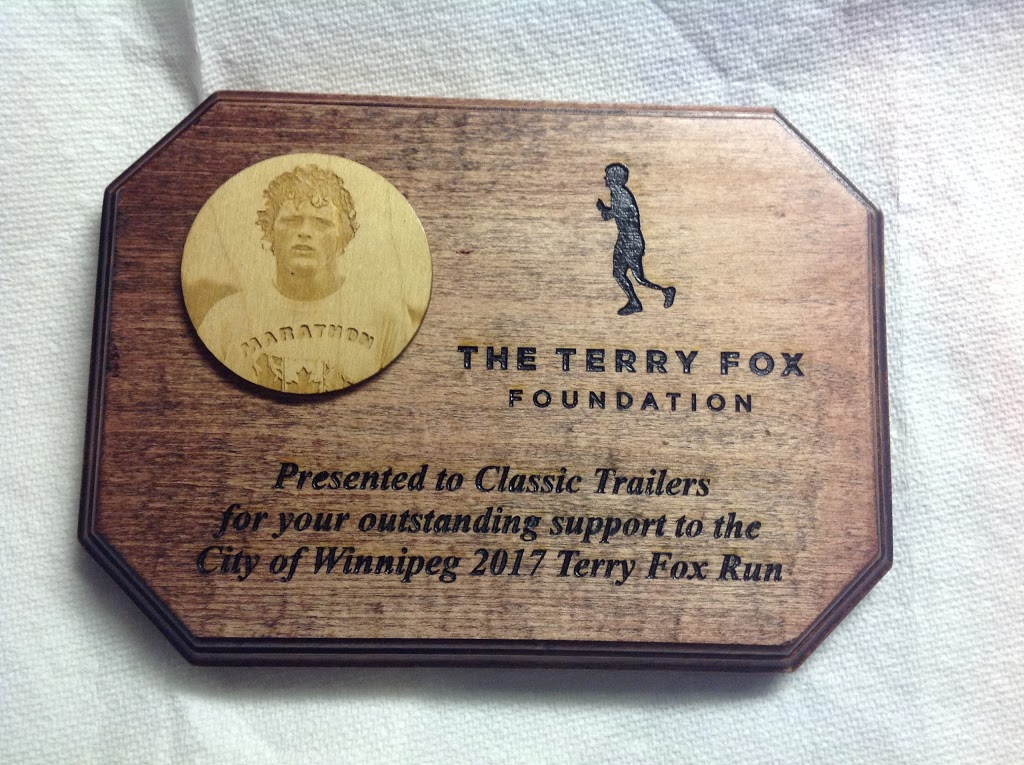 MARATHON
THE TERRY FOX
FOUNDATION
Presented to Classic Trailers
for your outstanding support to the
City of Winnipeg 2017 Terry Fox Run